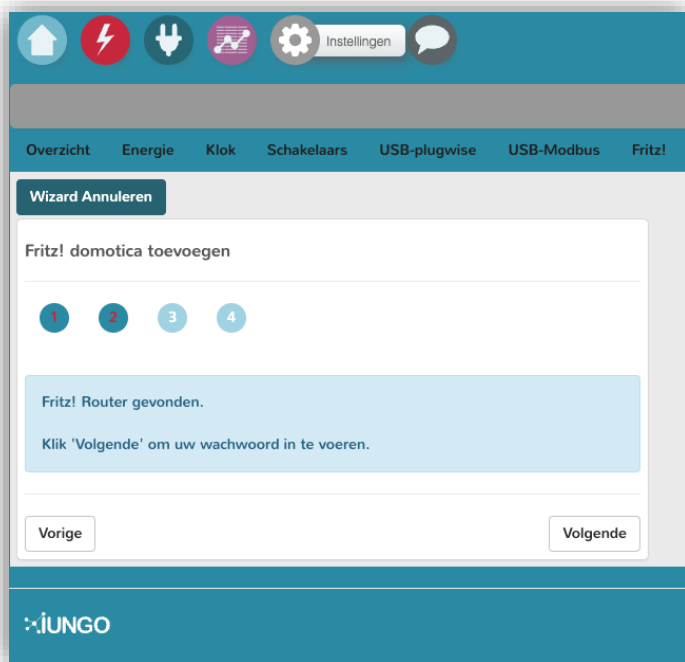 Instellingen
Overzicht Energie Klok Schakelaars USB-plugwise USB-Modbus Fritz!
Wizard Annuleren
Fritz! domotica toevoegen
1 2 3 4
Fritz! Router gevonden.
Klik 'Volgende' om uw wachwoord in te voeren.
Vorige Volgende
iUNGO